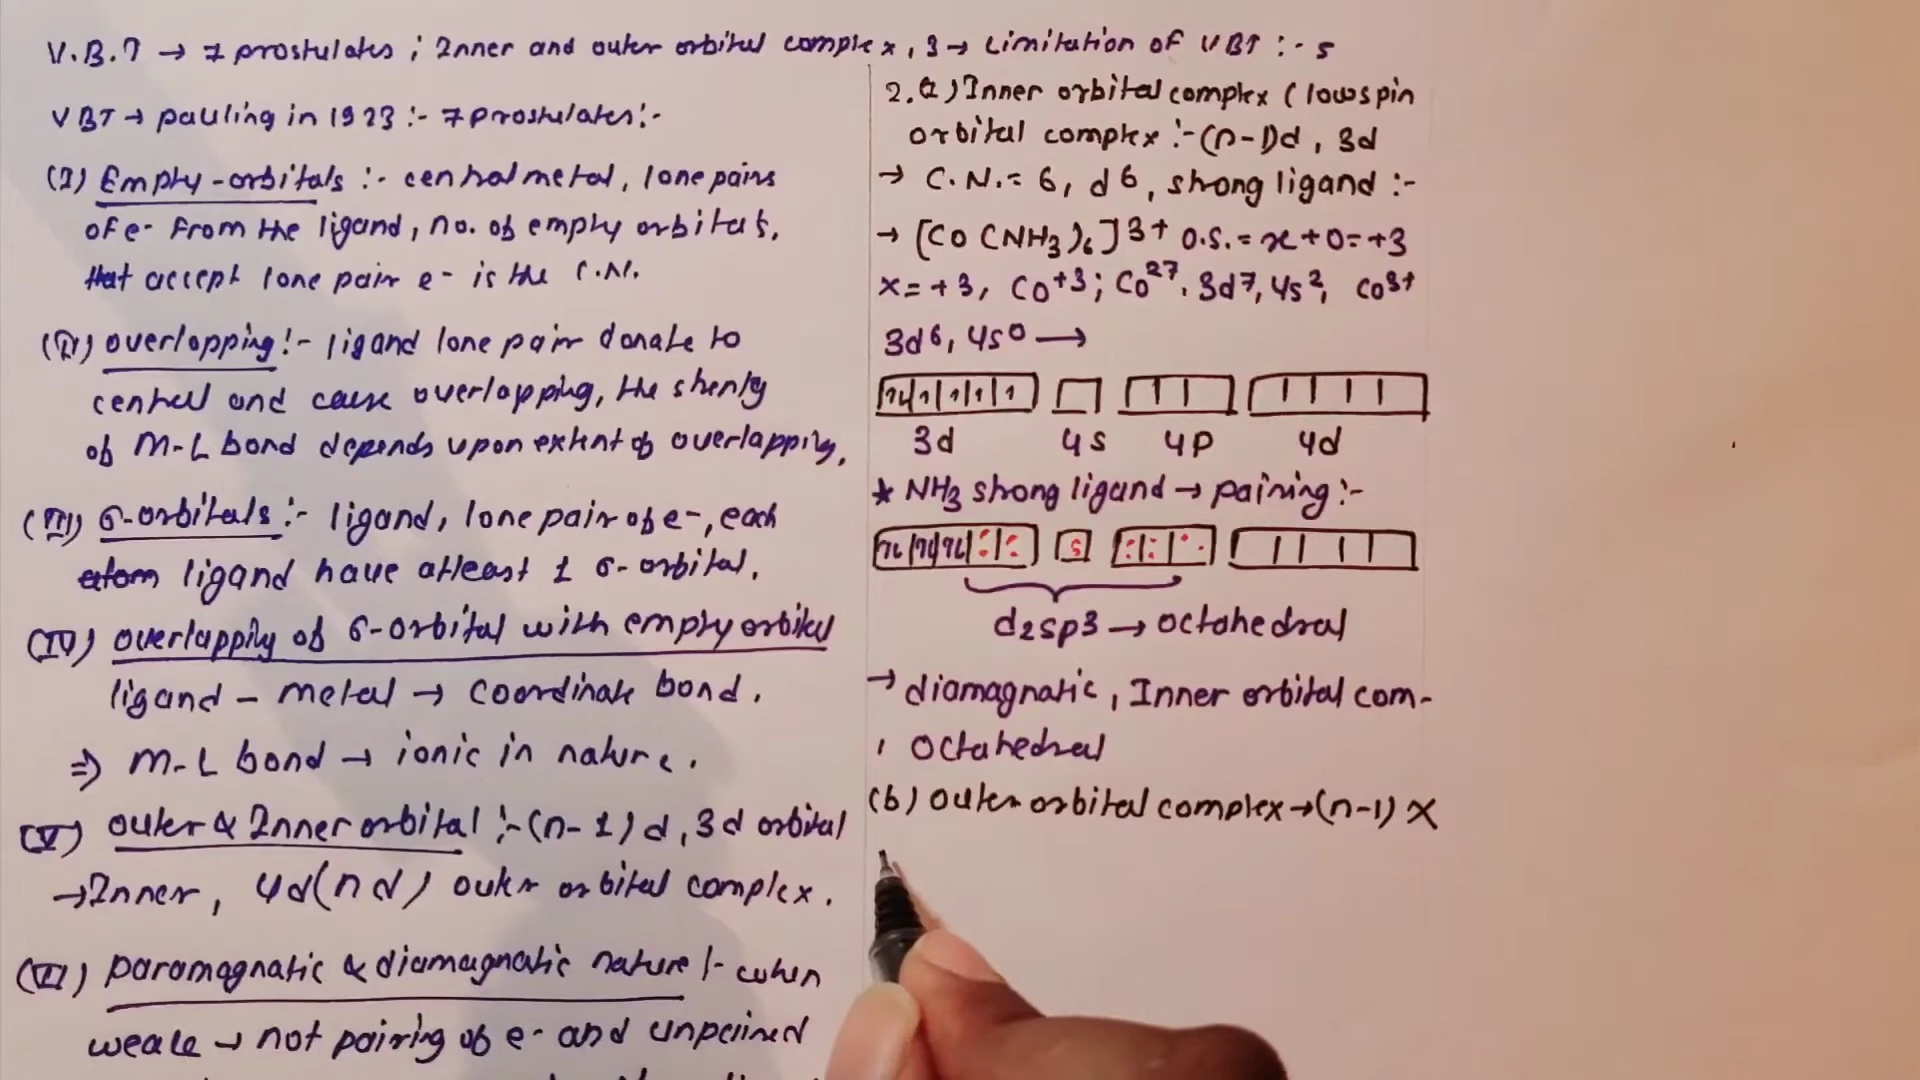 V.B.T → 7 prostulates ; Inner and outer orbital complex, 3 → Limitation of VBT :- 5
VBT → pauling in 1923 :- 7 prostulates :-
(I) Empty-orbitals :- central metal, lone pairs
of e- from the ligand, no. of empty orbitals,
that accept lone pair e- is the C.N.
(II) overlapping :- ligand lone pair donate to
central and cause overlapping, the
of M-L bond depends upon extent of overlapping,
(III) σ-orbitals :- ligand, lone pair of e-, each
atom ligand have atleast 1 σ-orbital.
(IV) overlapping of σ-orbital with empty orbital
ligand - metal → coordinate bond.
⇒ M-L bond → ionic in nature.
(V) outer & Inner orbital :- (n-1)d, 3d orbital
→ Inner, 4d(nd) outer orbital complex.
(VI) paramagnatic & diamagnatic nature :- when
→ not pairing of e- and unpaired
2. (a) Inner orbital complex (low spin
orbital complex :- (n-1)d, 3d
→ C.N. = 6, d6, strong ligand :-
→ [CO (NH3)6]3+ O.S. = x + 0 = +3
x = +3, CO+3 ; CO27. 3d7, 4s2, CO3+
3d6, 4s0 →
3d 4s 4p 4d
* NH3 strong ligand → pairing :-
d2sp3 → octahedral
→ diamagnatic, Inner orbital com-
, Octahedral
(b) outer orbital complex → (n-1) X